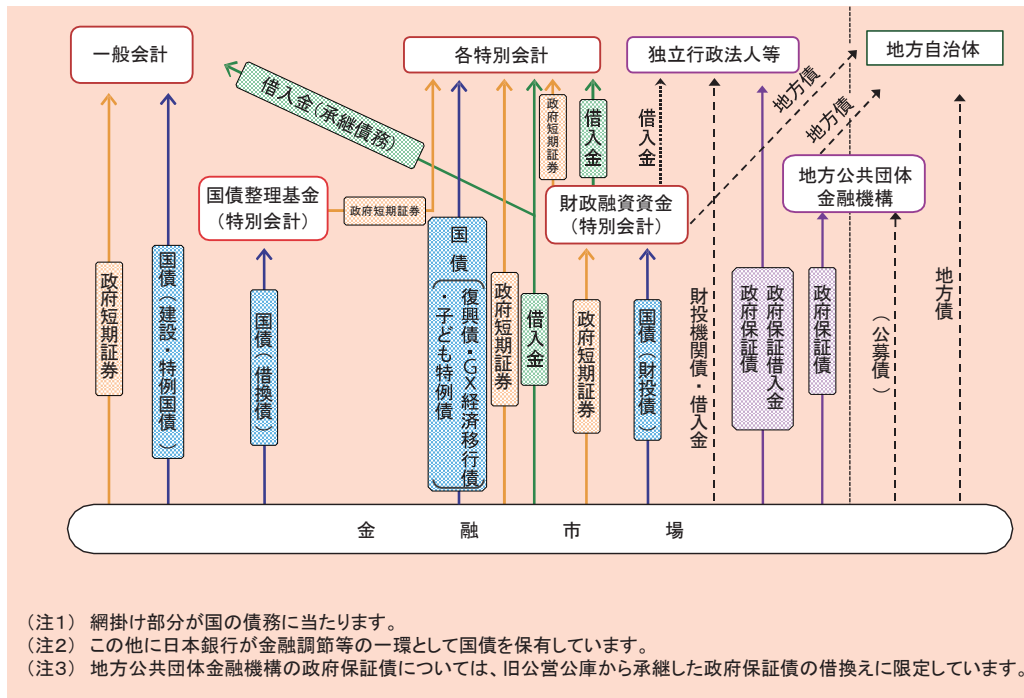 一般会計
各特別会計
独立行政法人等
地方自治体
借入金(承継債務)
政府短期証券
借入金
借入金
地方債
地方債
国債整理基金
(特別会計)
政府短期証券
財政融資資金
(特別会計)
地方公共団体
金融機構
政府短期証券
国債(建設・特例国債)
国債(借換債)
国債
(復興債・GX経済移行債
・子ども特例債)
政府短期証券
借入金
政府短期証券
国債(財投債)
財投機関債・借入金
政府保証借入金
政府保証債
政府保証債
(公募債)
地方債
金融市場
(注1) 網掛け部分が国の債務に当たります。
(注2) この他に日本銀行が金融調節等の一環として国債を保有しています。
(注3) 地方公共団体金融機構の政府保証債については、旧公営公庫から承継した政府保証債の借換えに限定しています。